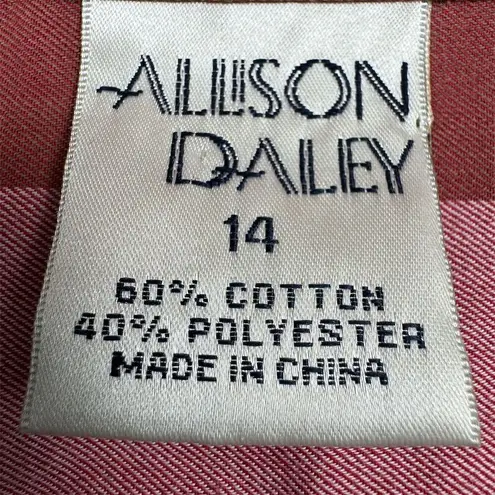 ALLISON
DALEY
14
60% COTTON
40% POLYESTER
MADE IN CHINA